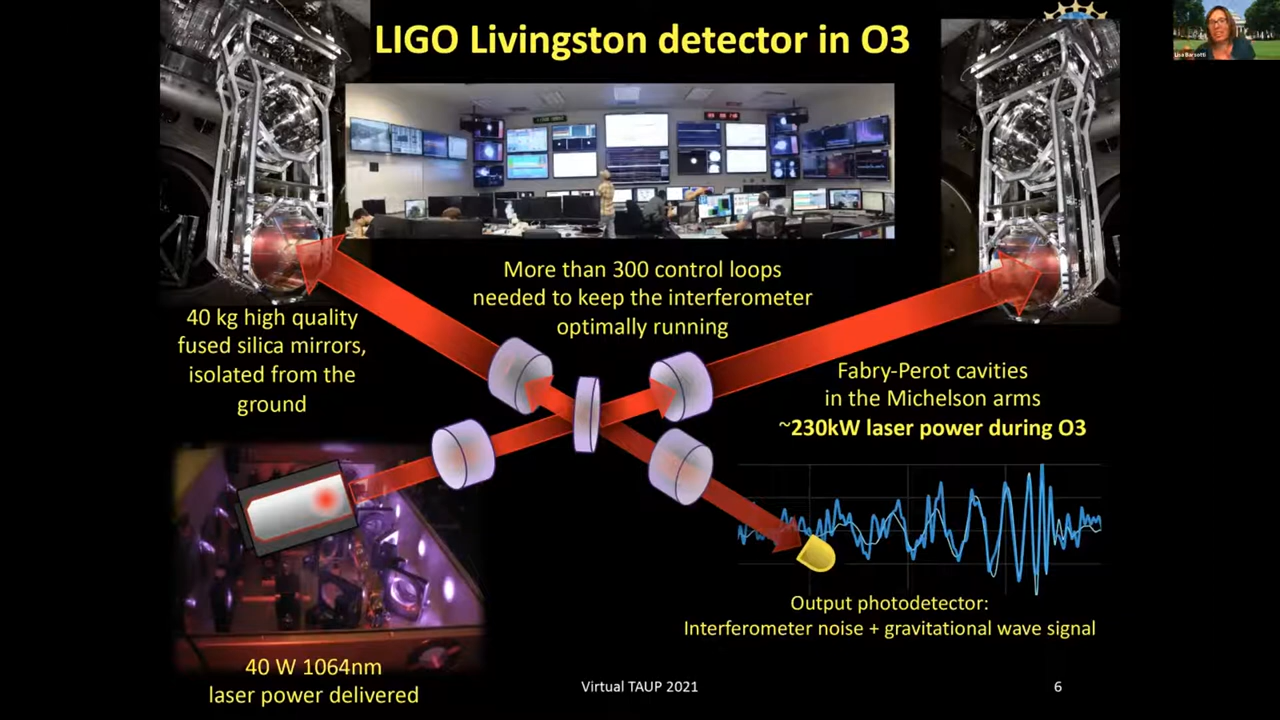 LIGO Livingston detector in O3
Lisa Barsotti
More than 300 control loops
needed to keep the interferometer
optimally running
40 kg high quality
fused silica mirrors,
isolated from the
ground
Fabry-Perot cavities
in the Michelson arms
~230kW laser power during O3
Output photodetector:
Interferometer noise + gravitational wave signal
40 W 1064nm
laser power delivered
Virtual TAUP 2021
6